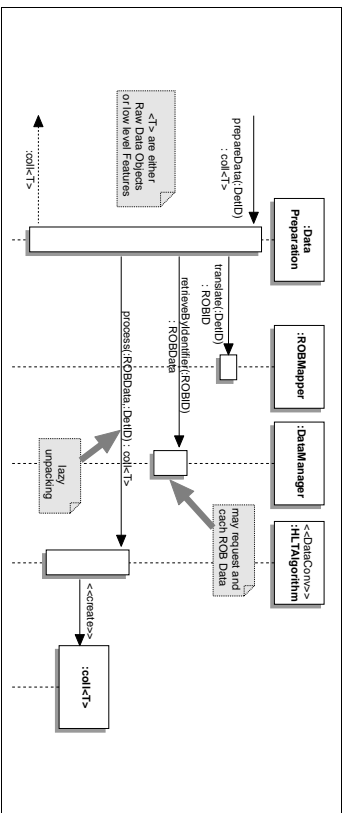 :Data
Preparation
:ROBMapper
:DataManager
<<DataConv>>
:HLTAlgorithm
prepareData(:DetID)
: coll<T>
translate(:DetID)
: ROBID
may request and
cach ROB Data
retrieveByIdentifier(:ROBID)
: ROBData
<T> are either
Raw Data Objects
or low level Features
process(:ROBData,:DetID) : coll<T>
lazy
unpacking
<<create>>
:coll<T>
:coll<T>